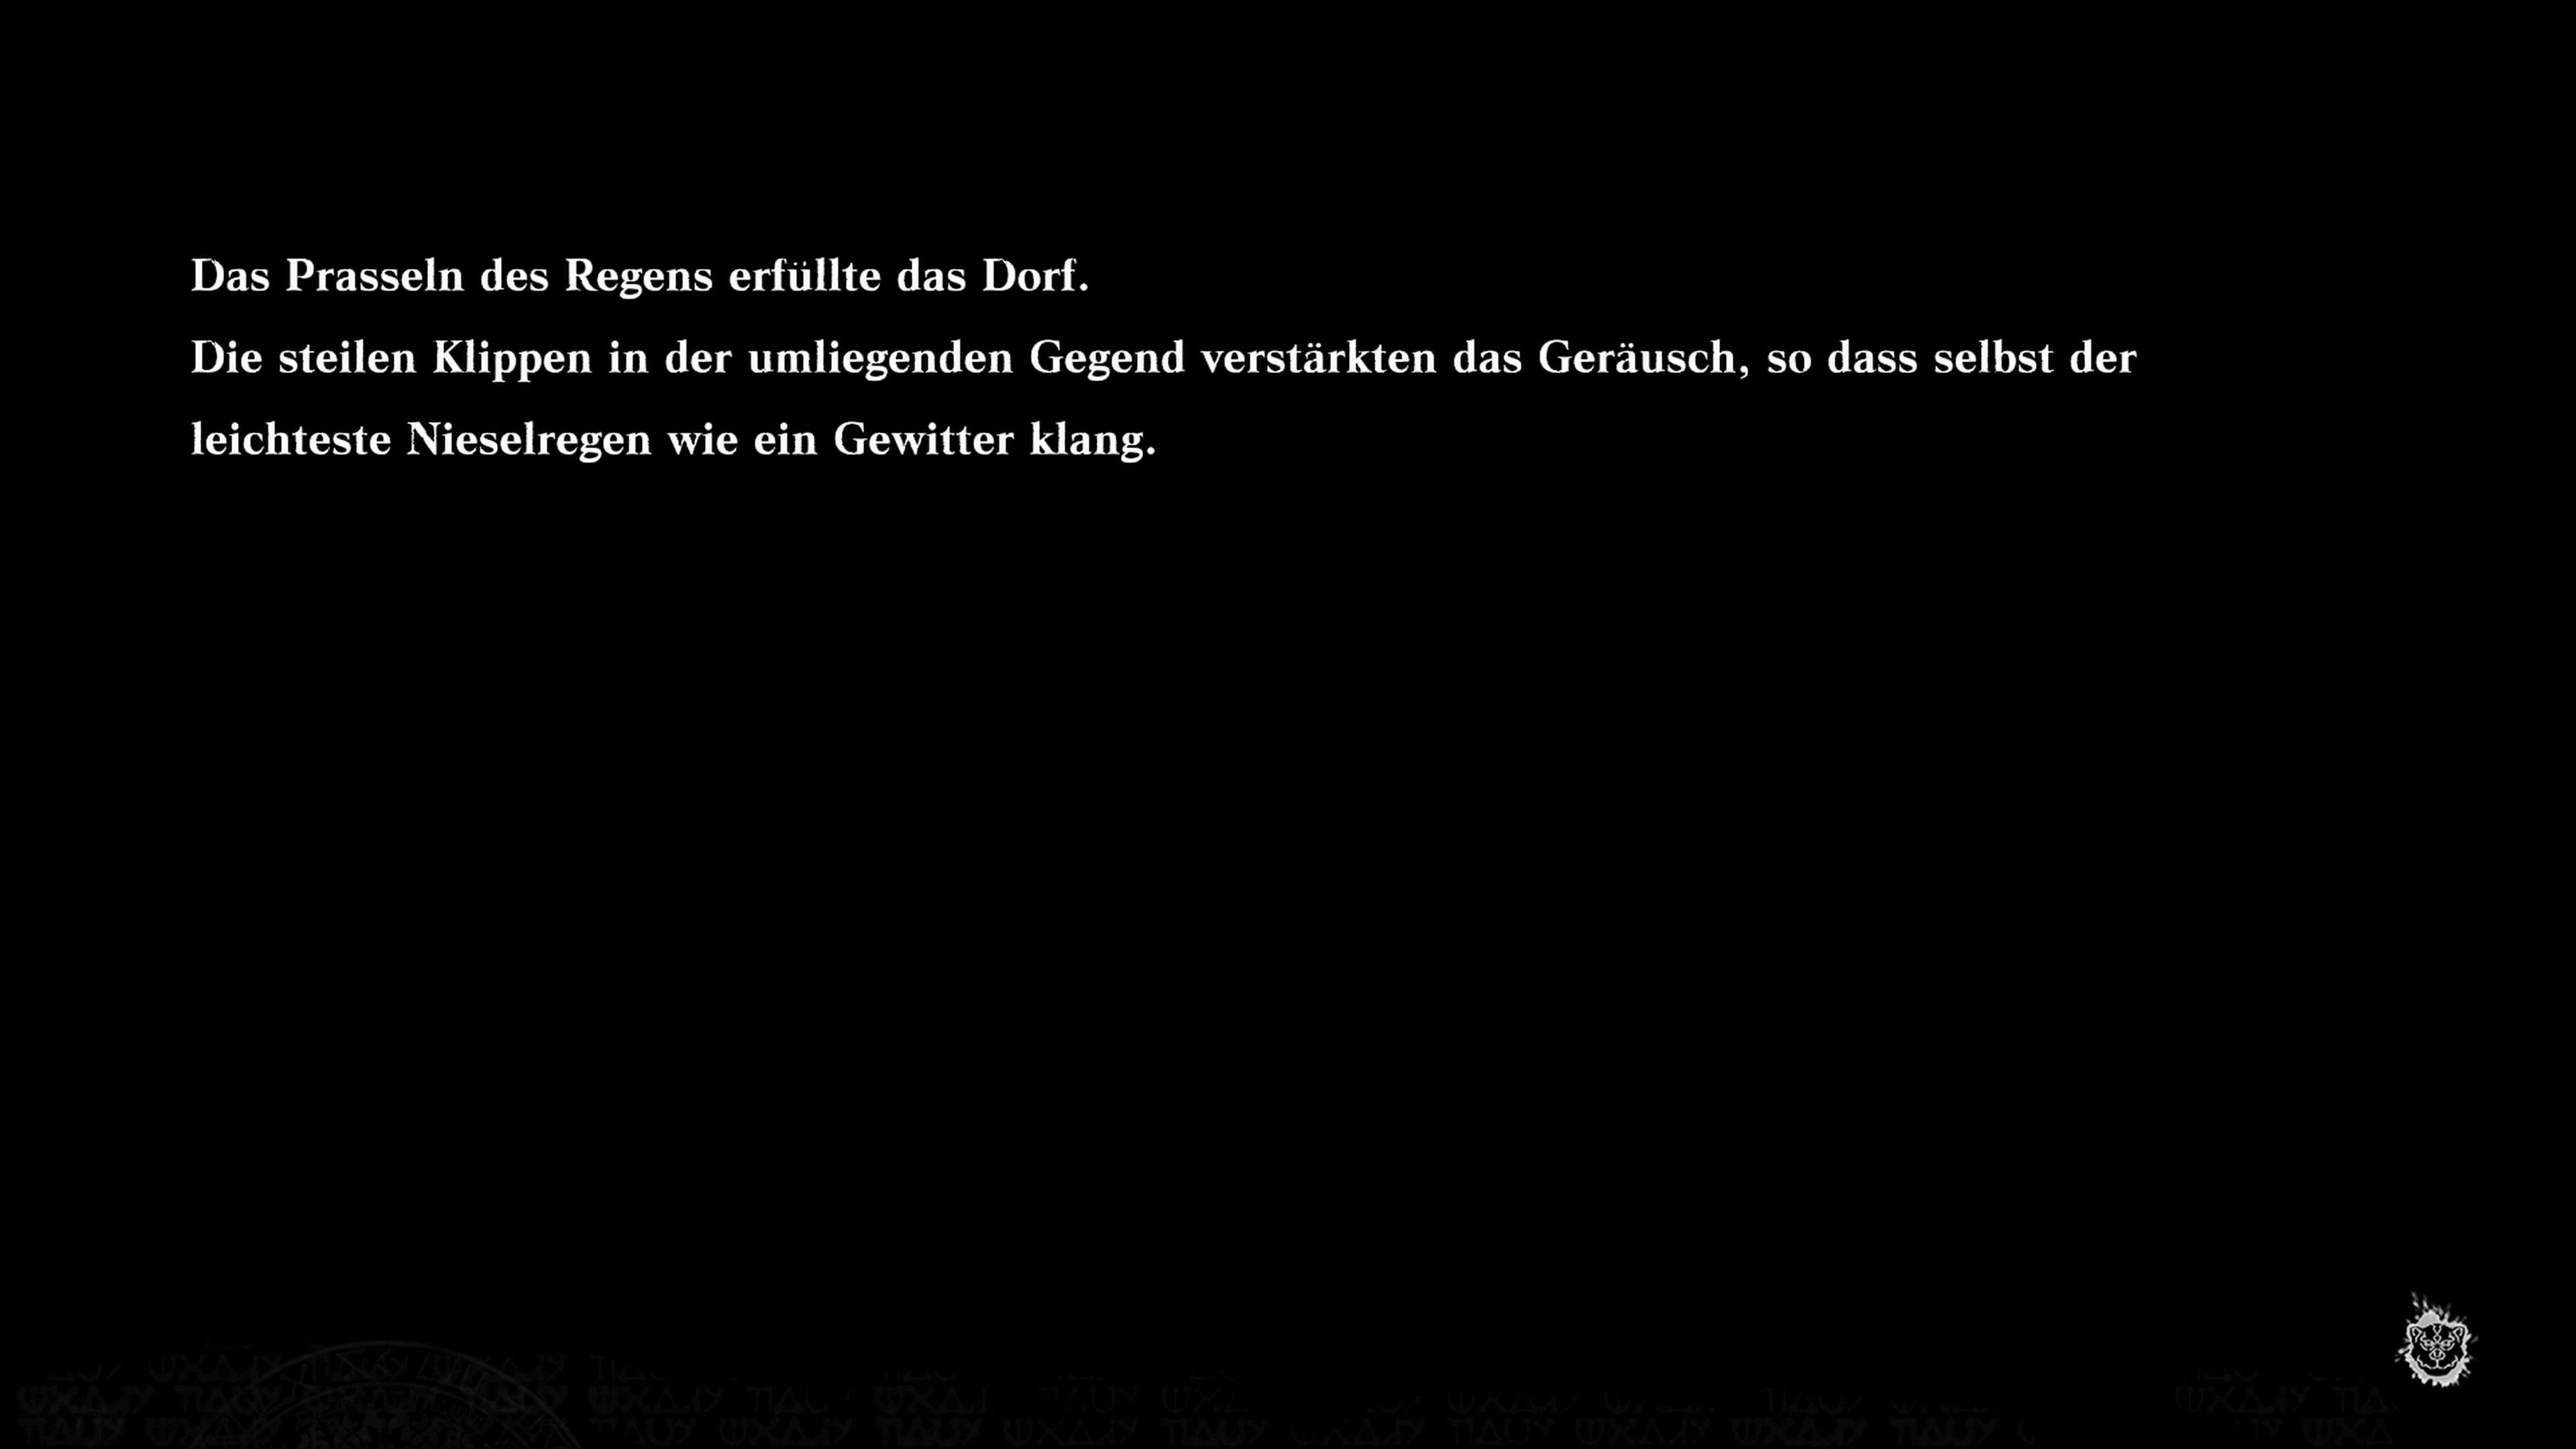 Das Prasseln des Regens erfüllte das Dorf.
Die steilen Klippen in der umliegenden Gegend verstärkten das Geräusch, so dass selbst der
leichteste Nieselregen wie ein Gewitter klang.